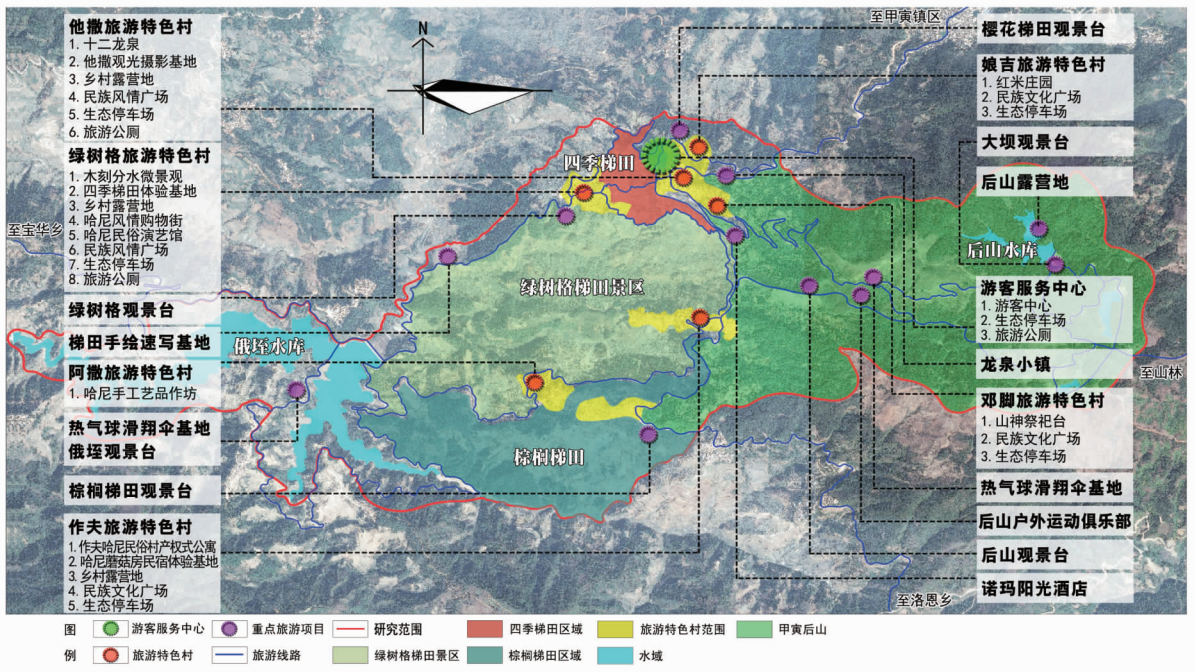 他撒旅游特色村
1. 十二龙泉
2. 他撒观光摄影基地
3. 乡村露营地
4. 民族风情广场
5. 生态停车场
6. 旅游公厕
绿树格旅游特色村
1. 木刻分水微景观
2. 四季梯田体验基地
3. 乡村露营地
4. 哈尼风情购物街
5. 哈尼民俗演艺馆
6. 民族风情广场
7. 生态停车场
8. 旅游公厕
绿树格观景台
梯田手绘速写基地
阿撒旅游特色村
1. 哈尼手工艺品作坊
热气球滑翔伞基地
俄垤观景台
棕榈梯田观景台
作夫旅游特色村
1. 作夫哈尼民俗村产权式公寓
2. 哈尼蘑菇房民宿体验基地
3. 乡村露营地
4. 民族文化广场
5. 生态停车场
N
至宝华乡
至甲寅镇区
至山林
至洛恩乡
四季梯田
绿树格梯田景区
俄垤水库
棕榈梯田
后山水库
樱花梯田观景台
娘吉旅游特色村
1. 红米庄园
2. 民族文化广场
3. 生态停车场
大坝观景台
后山露营地
游客服务中心
1. 游客中心
2. 生态停车场
3. 旅游公厕
龙泉小镇
邓脚旅游特色村
1. 山神祭祀台
2. 民族文化广场
3. 生态停车场
热气球滑翔伞基地
后山户外运动俱乐部
后山观景台
诺玛阳光酒店
图 游客服务中心 重点旅游项目 研究范围 四季梯田区域 旅游特色村范围 甲寅后山
例 旅游特色村 旅游线路 绿树格梯田景区 棕榈梯田区域 水域